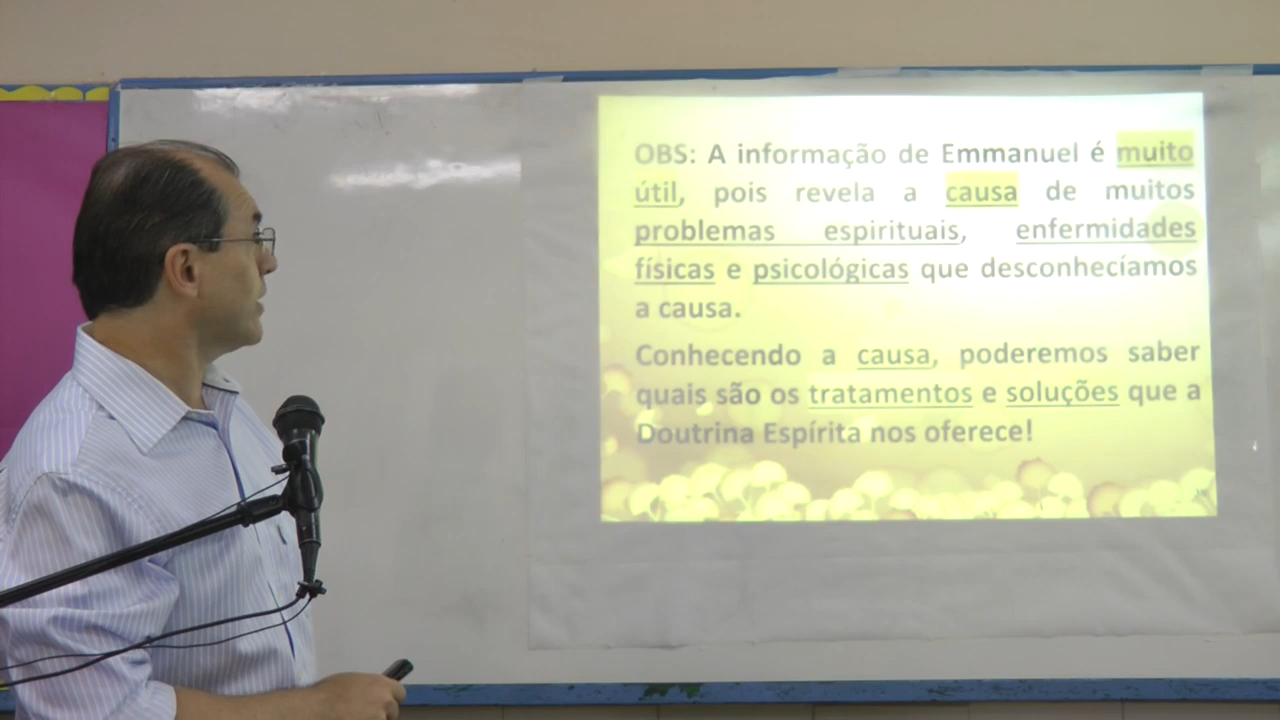 OBS: A informação de Emmanuel é muito
útil, pois revela a causa de muitos
problemas espirituais, enfermidades
físicas e psicológicas que desconhecíamos
a causa.
Conhecendo a causa, poderemos saber
quais são os tratamentos e soluções que a
Doutrina Espírita nos oferece!